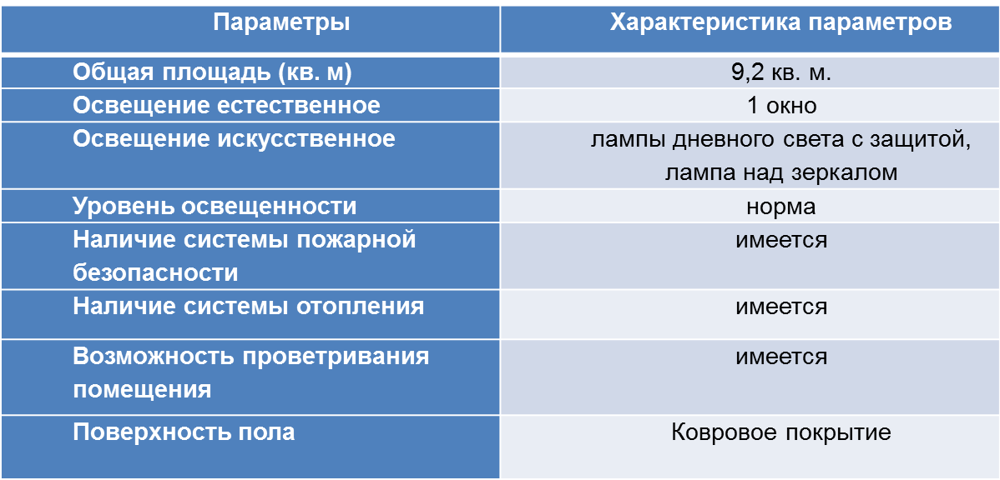 Параметры
Характеристика параметров
Общая площадь (кв. м)
9,2 кв. м.
Освещение естественное
1 окно
Освещение искусственное
лампы дневного света с защитой,
лампа над зеркалом
Уровень освещенности
норма
Наличие системы пожарной
безопасности
имеется
Наличие системы отопления
имеется
Возможность проветривания
помещения
имеется
Поверхность пола
Ковровое покрытие